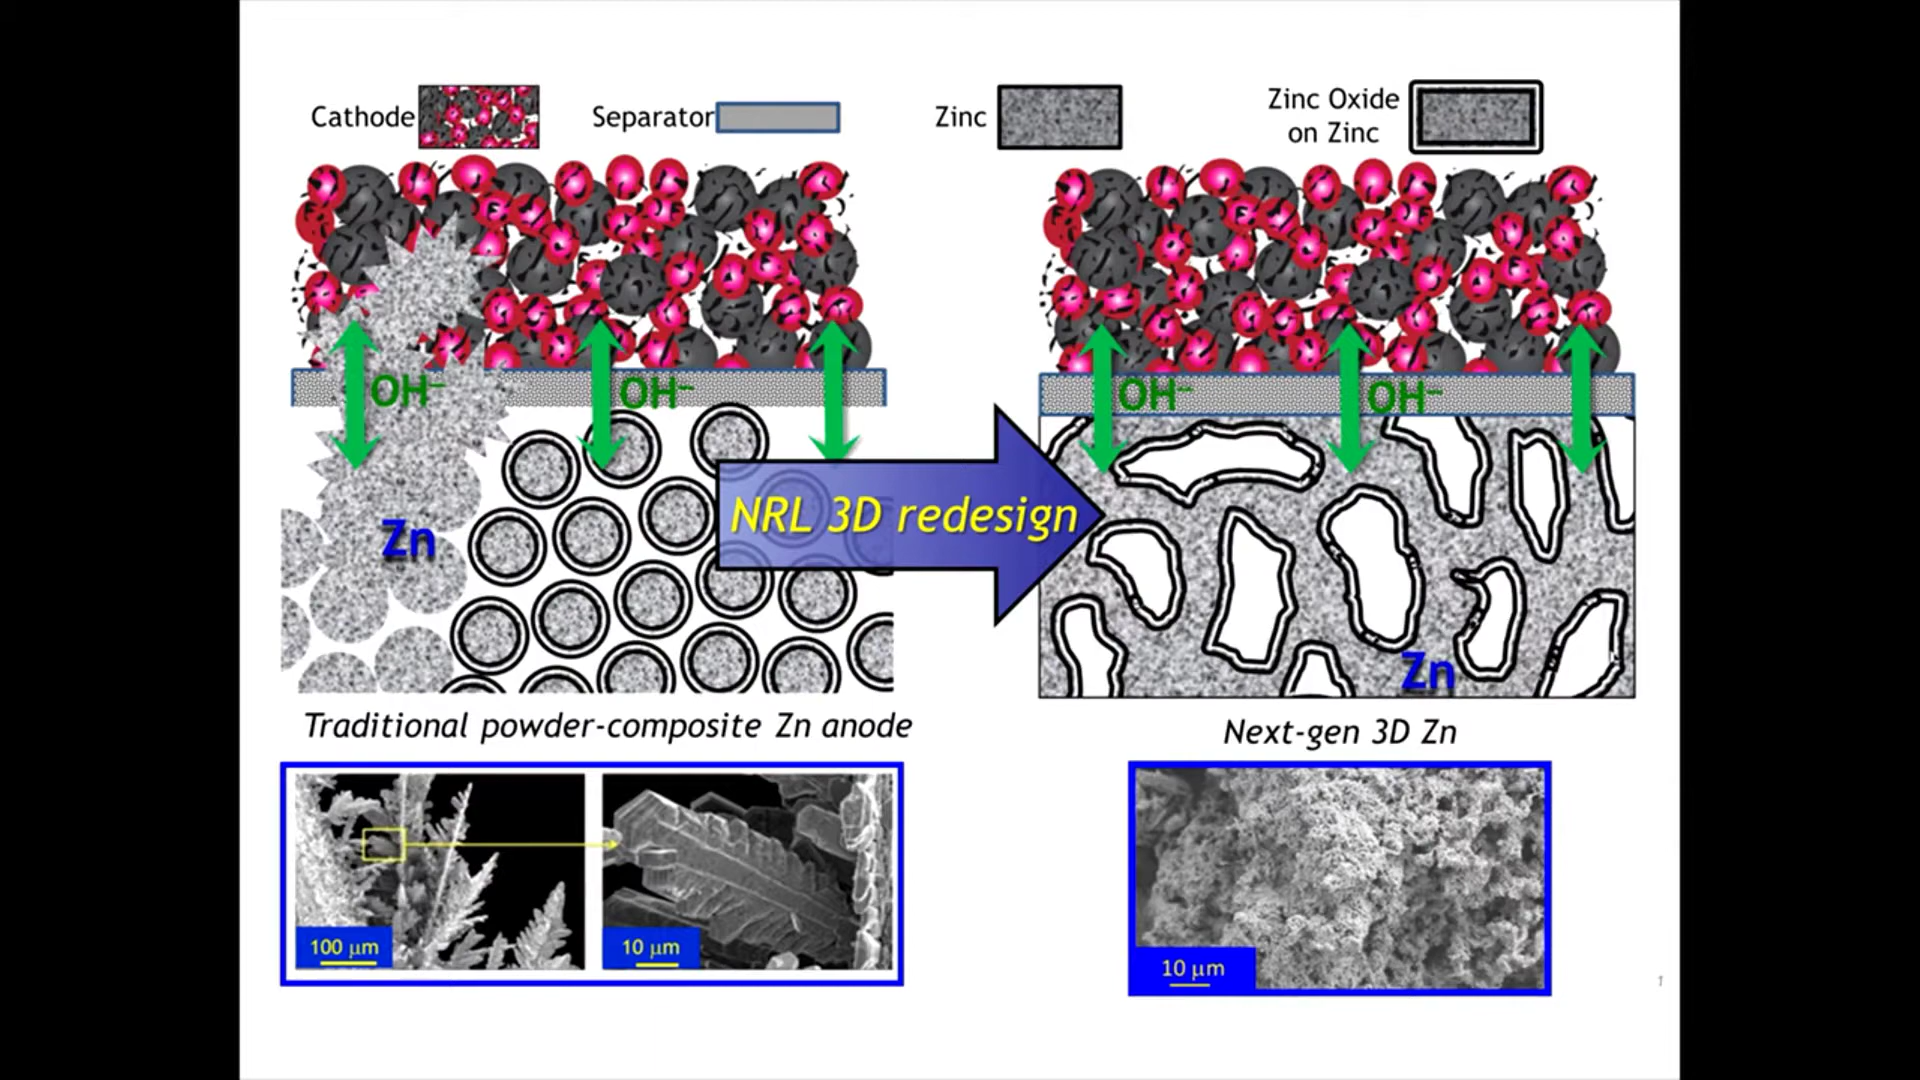 Cathode
Separator
Zinc
Zinc Oxide
on Zinc
OH–
OH–
OH–
OH–
Zn
NRL 3D redesign
Zn
Traditional powder-composite Zn anode
Next-gen 3D Zn
100 μm
10 μm
10 μm
1